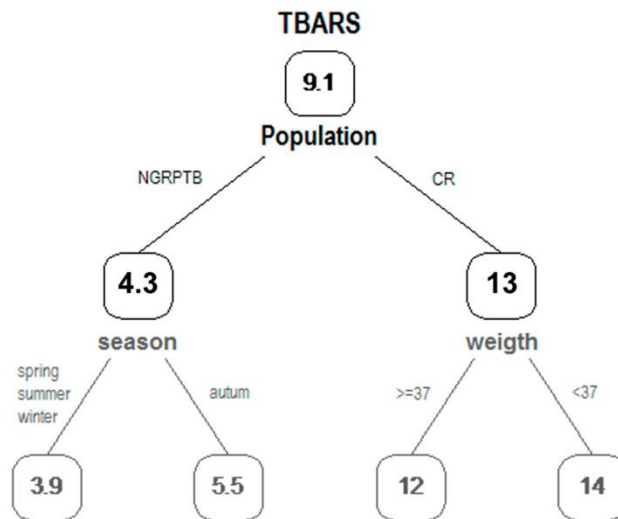 TBARS
9.1
Population
NGRPTB
CR
4.3
13
season
weigth
spring
summer
winter
autum
>=37
<37
3.9
5.5
12
14